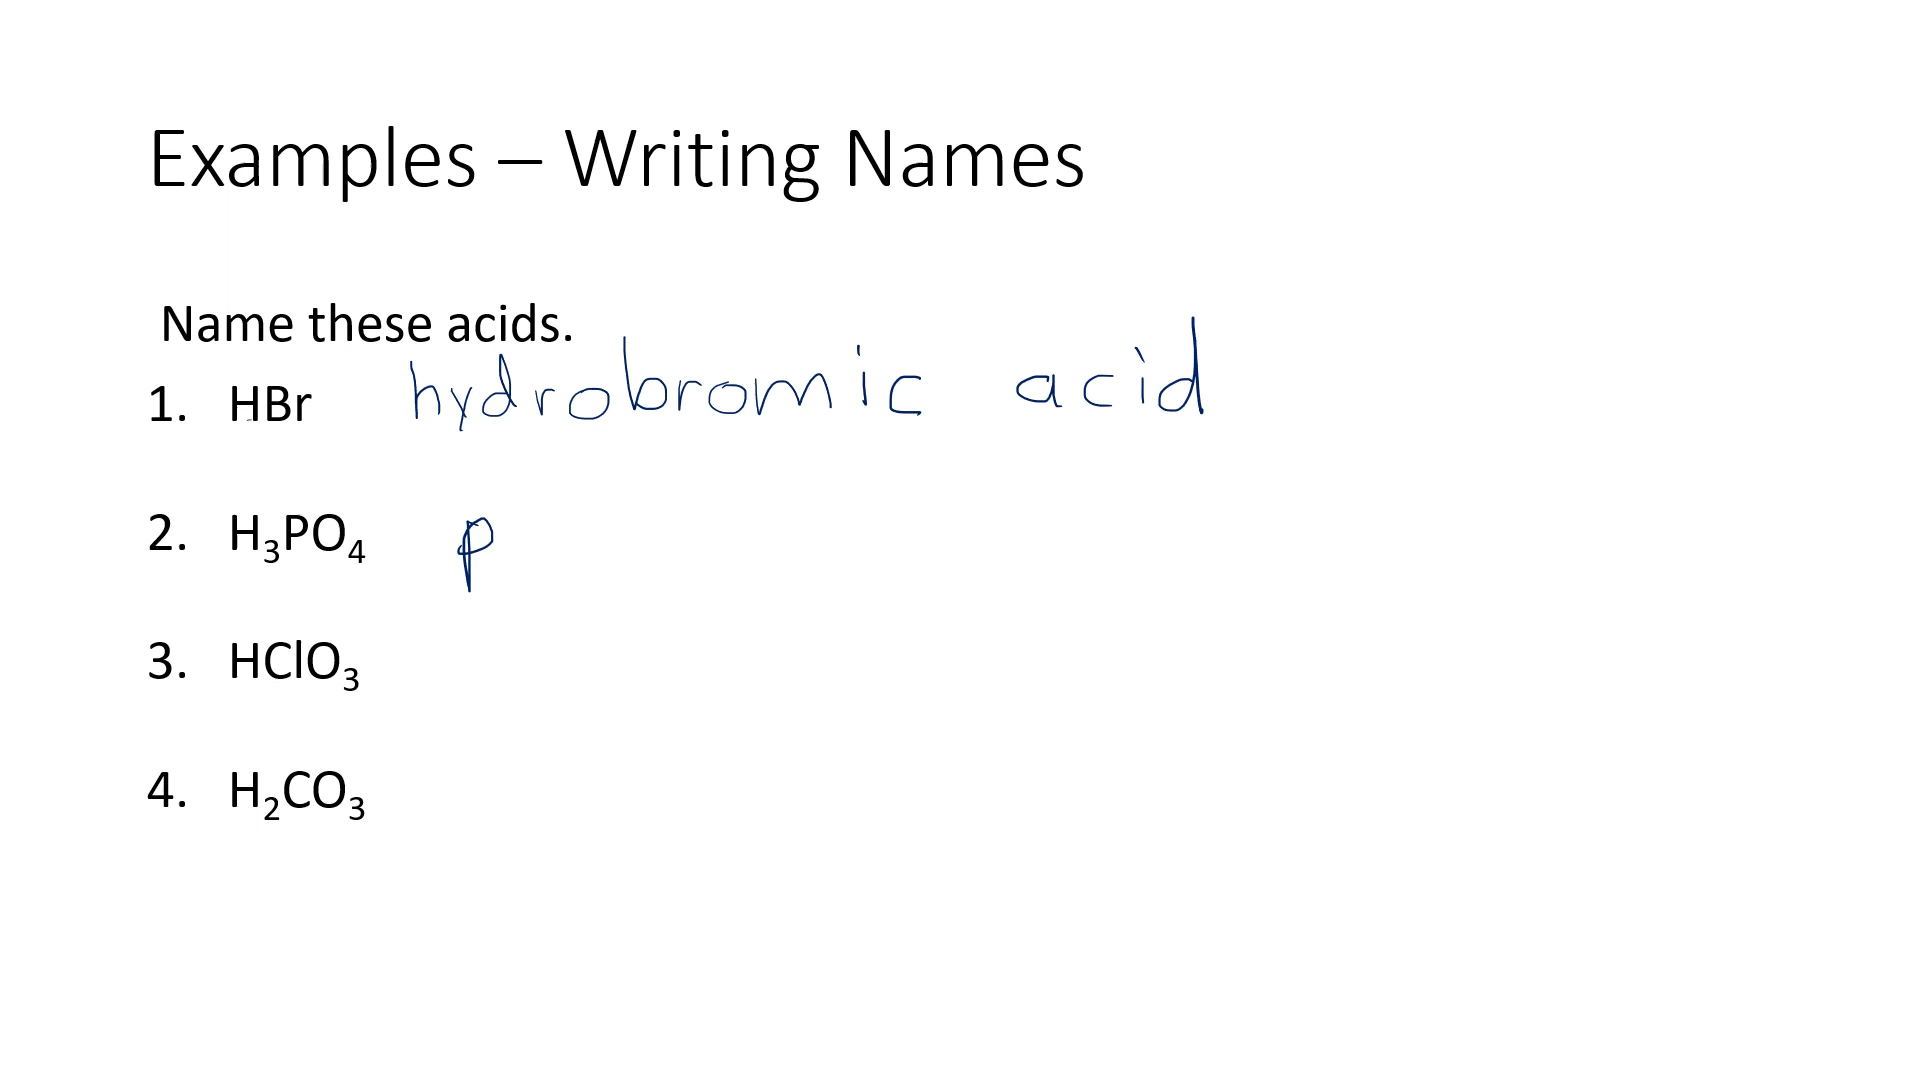 Examples – Writing Names
Name these acids.
1. HBr hydrobromic acid
2. H₃PO₄ p
3. HClO₃
4. H₂CO₃